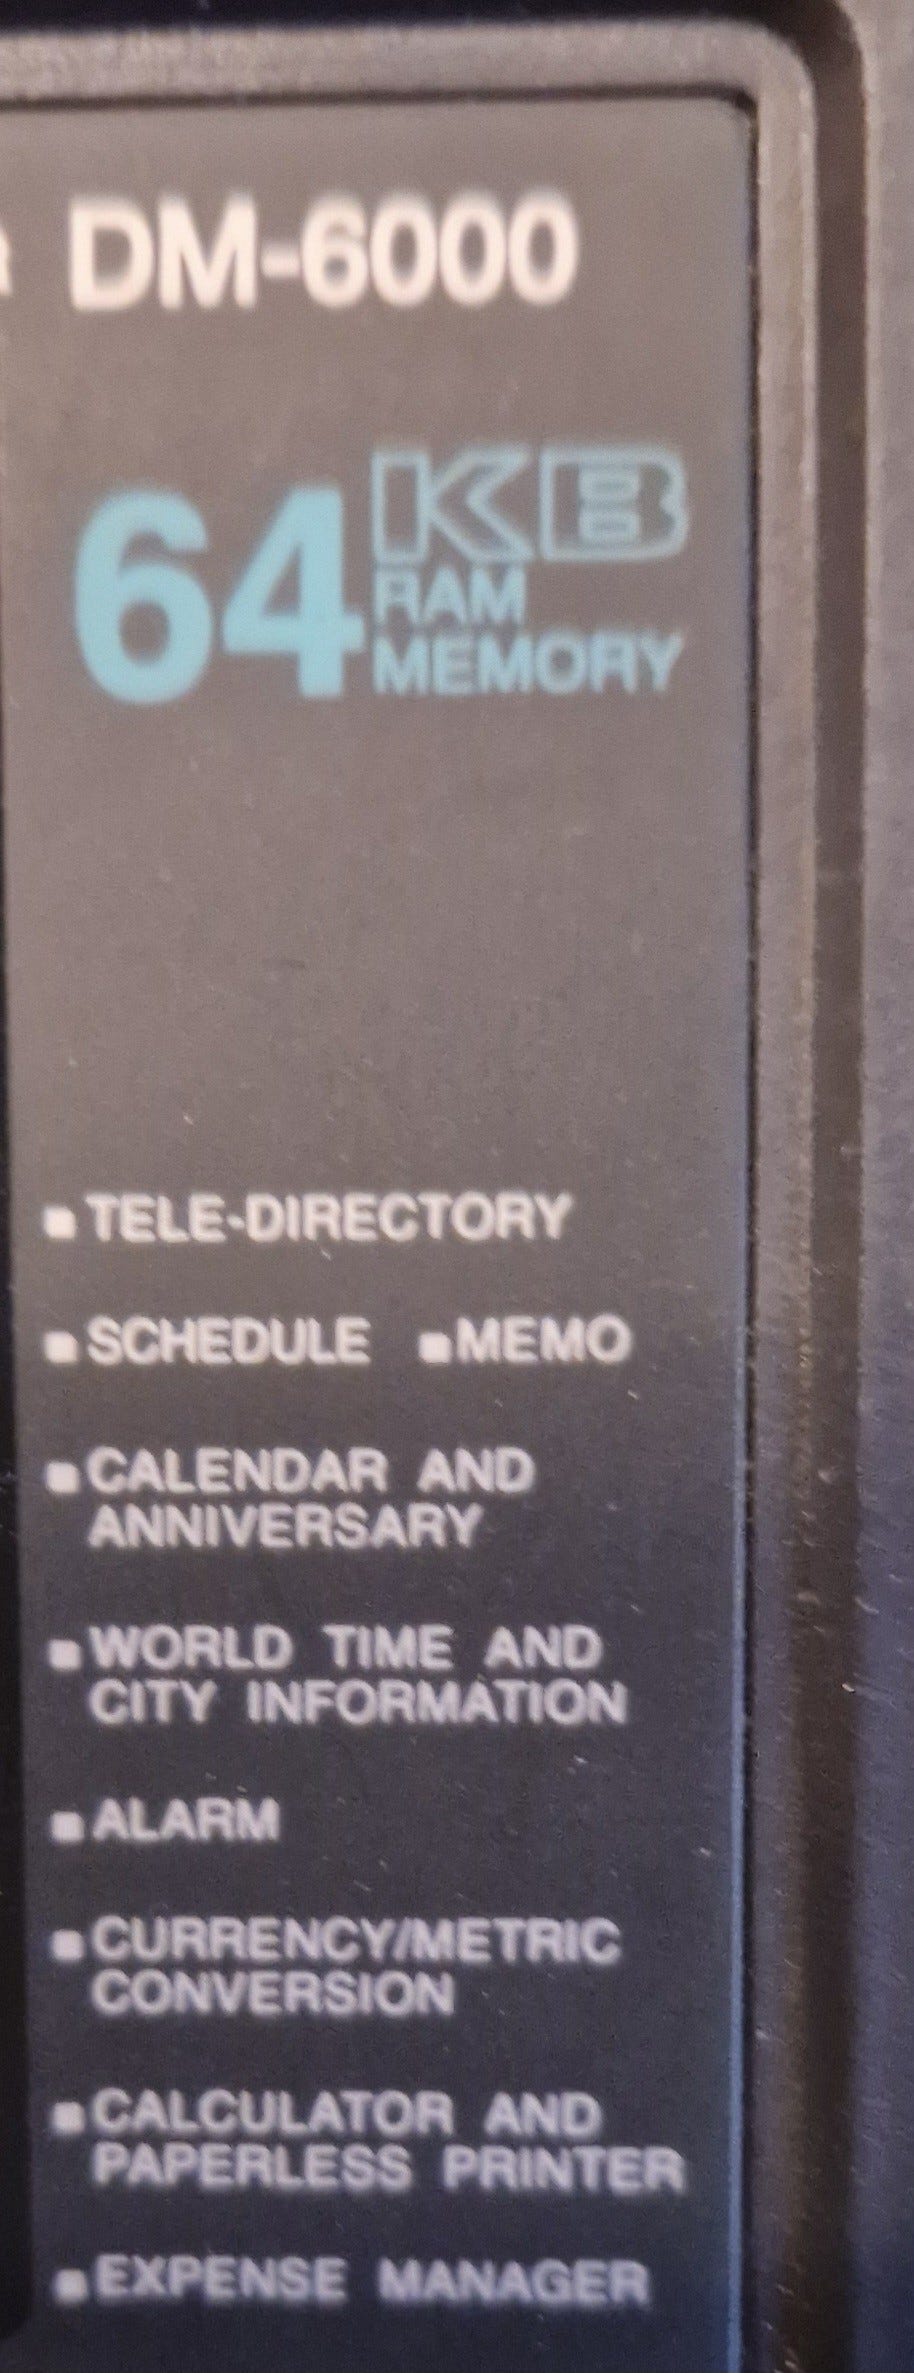 DM-6000
64 KB
RAM
MEMORY
▪TELE-DIRECTORY
▪SCHEDULE ▪MEMO
▪CALENDAR AND
ANNIVERSARY
▪WORLD TIME AND
CITY INFORMATION
▪ALARM
▪CURRENCY/METRIC
CONVERSION
▪CALCULATOR AND
PAPERLESS PRINTER
▪EXPENSE MANAGER